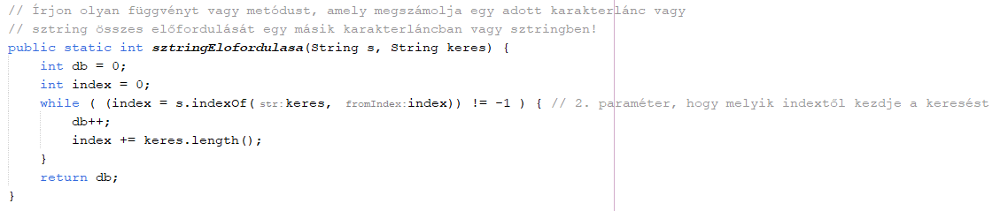 // Írjon olyan függvényt vagy metódust, amely megszámolja egy adott karakterlánc vagy
// sztring összes előfordulását egy másik karakterláncban vagy sztringben!
public static int sztringElofordulasa(String s, String keres) {
    int db = 0;
    int index = 0;
    while ( (index = s.indexOf( str: keres, fromIndex: index)) != -1 ) { // 2. paraméter, hogy melyik indextől kezdje a keresést
        db++;
        index += keres.length();
    }
    return db;
}